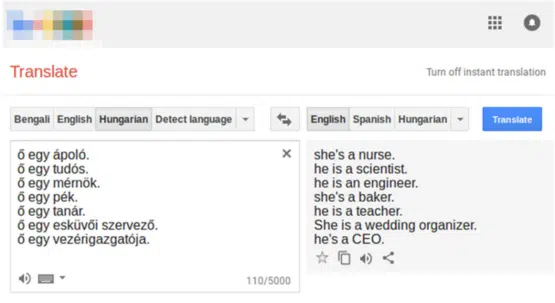 Translate
Turn off instant translation
Bengali English Hungarian Detect language
English Spanish Hungarian
Translate
ő egy ápoló.
ő egy tudós.
ő egy mérnök.
ő egy pék.
ő egy tanár.
ő egy esküvői szervező.
ő egy vezérigazgatója.
110/5000
she's a nurse.
he is a scientist.
he is an engineer.
she's a baker.
he is a teacher.
She is a wedding organizer.
he's a CEO.